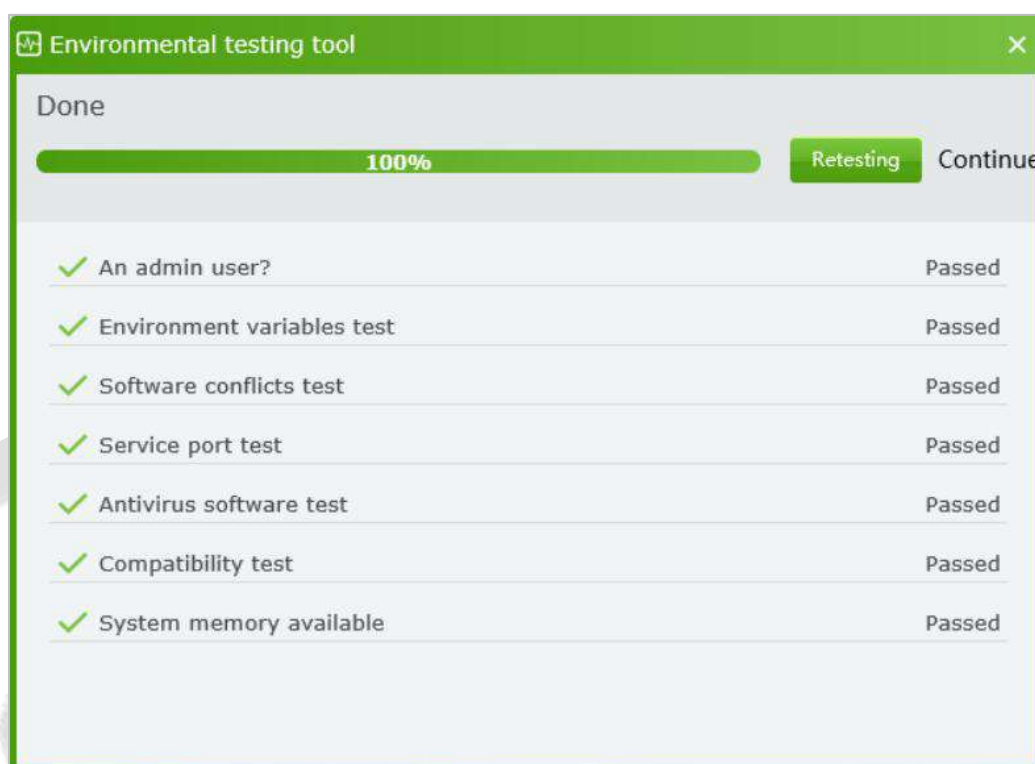 Environmental testing tool
Done
100% Retesting Continue
An admin user? Passed
Environment variables test Passed
Software conflicts test Passed
Service port test Passed
Antivirus software test Passed
Compatibility test Passed
System memory available Passed